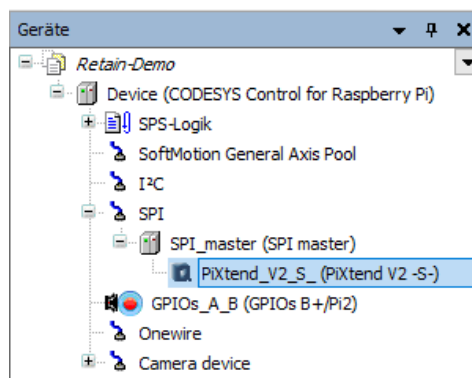 Geräte
Retain-Demo
Device (CODESYS Control for Raspberry Pi)
SPS-Logik
SoftMotion General Axis Pool
I²C
SPI
SPI_master (SPI master)
PiXtend_V2_S_ (PiXtend V2 -S-)
GPIOs_A_B (GPIOs B+/Pi2)
Onewire
Camera device